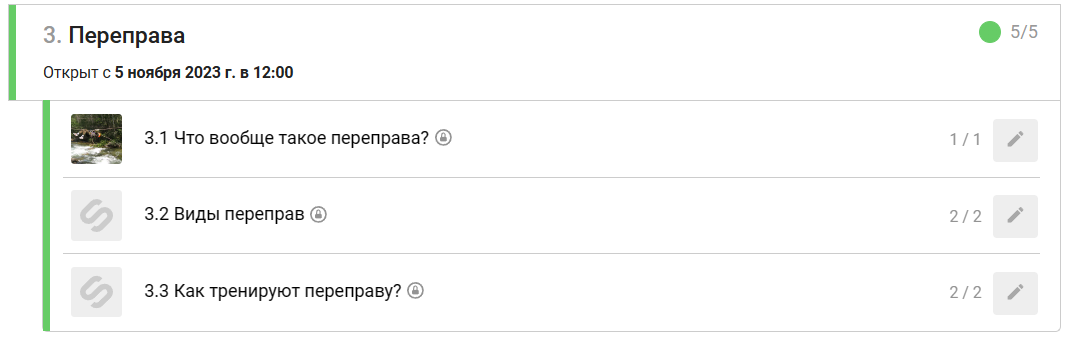 3. Переправа
5/5
Открыт с 5 ноября 2023 г. в 12:00
3.1 Что вообще такое переправа?
1 / 1
3.2 Виды переправ
2 / 2
3.3 Как тренируют переправу?
2 / 2